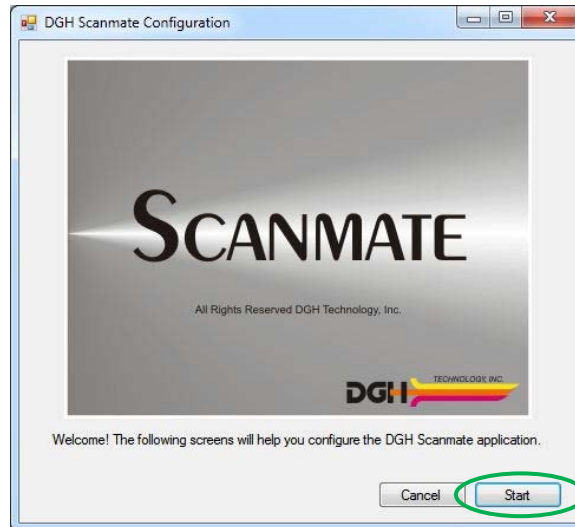 DGH Scanmate Configuration
SCANMATE
All Rights Reserved DGH Technology, Inc.
TECHNOLOGY, INC.
DGH
Welcome! The following screens will help you configure the DGH Scanmate application.
Cancel
Start